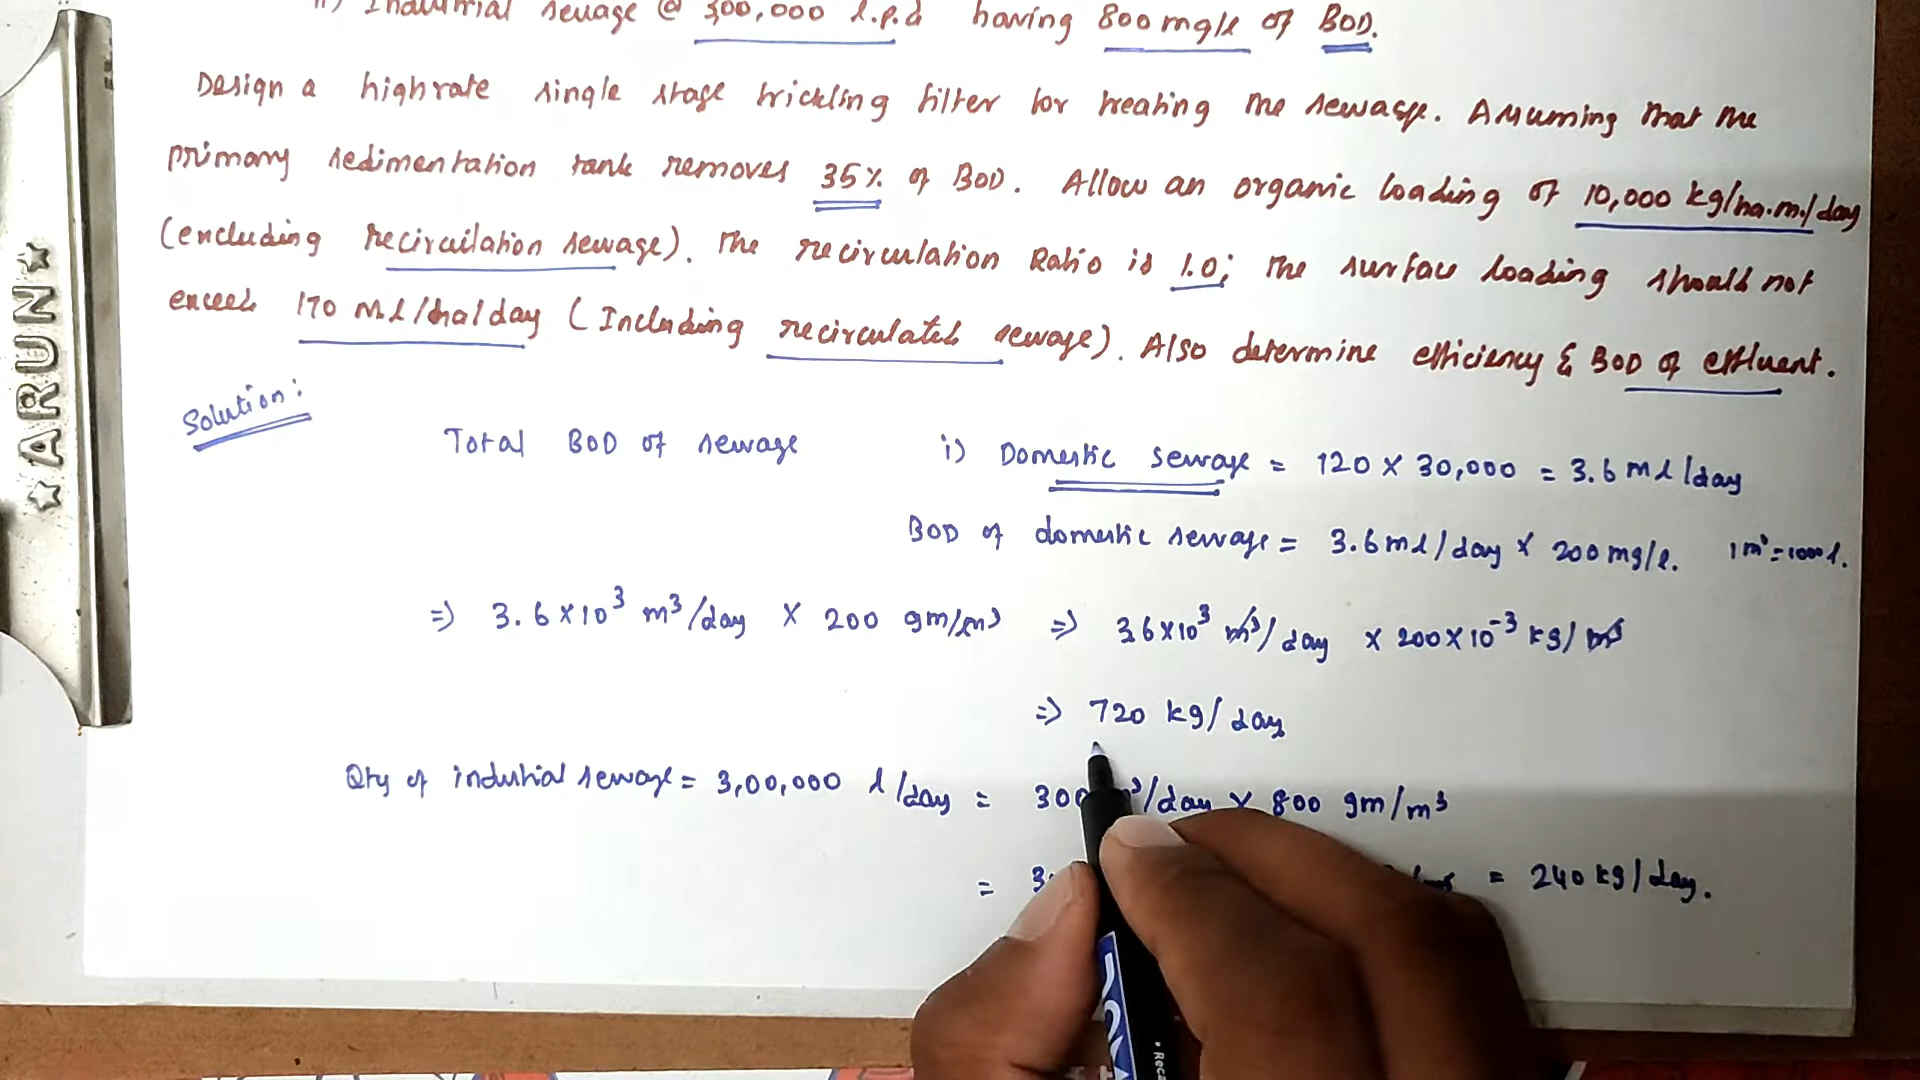 ii) Industrial sewage @ 300,000 l.p.d having 800 mg/l of BOD.
Design a highrate single stage trickling filter for treating the sewage. Assuming that the
primary sedimentation tank removes 35% of BOD. Allow an organic loading of 10,000 kg/ha.m./day
(excluding recirculation sewage). The recirculation Ratio is 1.0; The surface loading should not
exceed 170 Ml/ha/day (Including recirculated sewage). Also determine efficiency & BOD of effluent.
Solution:
Total BOD of sewage i) Domestic sewage = 120 × 30,000 = 3.6 Ml/day
BOD of domestic sewage = 3.6 ml/day × 200 mg/l. 1 m³ = 1000 l.
=> 3.6×10³ m³/day × 200 gm/m³ => 3.6×10³ m³/day × 200×10⁻³ kg/m³
=> 720 kg/day
Qty of industrial sewage = 3,00,000 l/day = 300 m³/day × 800 gm/m³
= = 240 kg/day.
★ARUN★